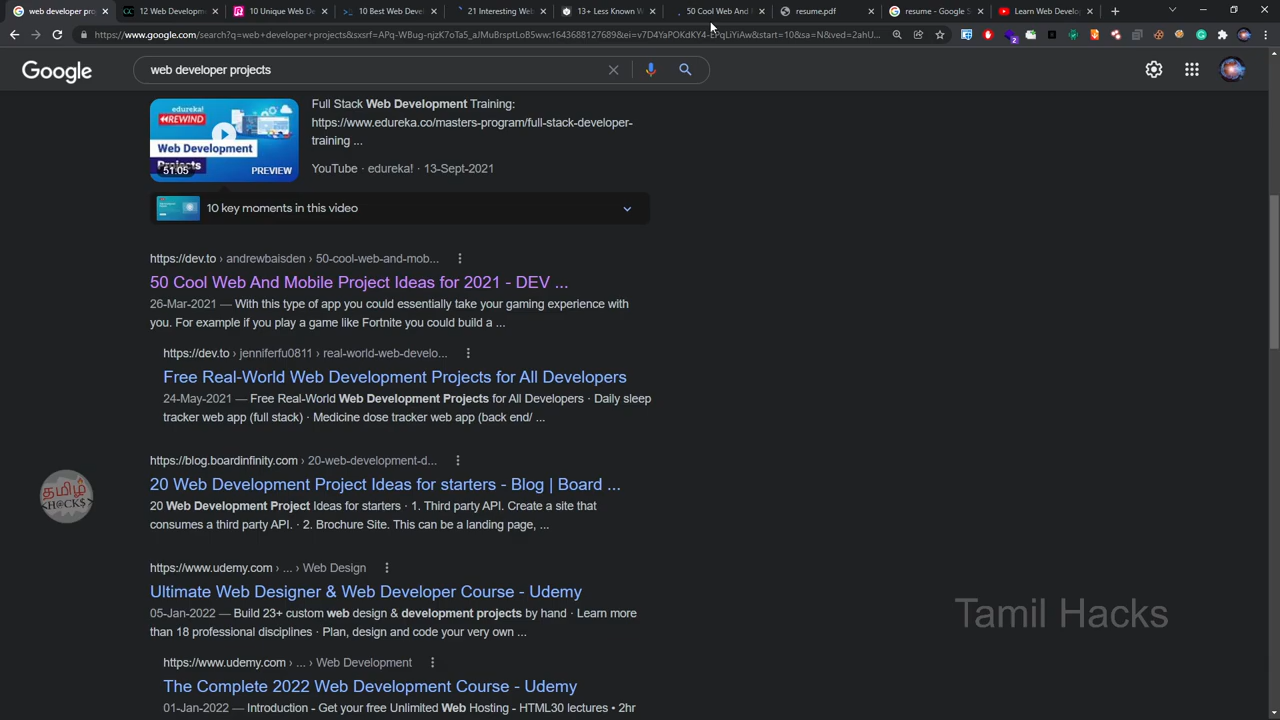 web developer pro
12 Web Developm
10 Unique Web De
10 Best Web Deve
21 Interesting Web
13+ Less Known W
50 Cool Web And M
resume.pdf
resume - Google S
Learn Web Develo
Google
web developer projects
edureka!
REWIND
Web Development
Projects
51:05
PREVIEW
Full Stack Web Development Training:
https://www.edureka.co/masters-program/full-stack-developer-
training ...
YouTube · edureka! · 13-Sept-2021
10 key moments in this video
https://dev.to › andrewbaisden › 50-cool-web-and-mob...
50 Cool Web And Mobile Project Ideas for 2021 - DEV ...
26-Mar-2021 — With this type of app you could essentially take your gaming experience with
you. For example if you play a game like Fortnite you could build a ...
https://dev.to › jenniferfu0811 › real-world-web-develo...
Free Real-World Web Development Projects for All Developers
24-May-2021 — Free Real-World Web Development Projects for All Developers · Daily sleep
tracker web app (full stack) · Medicine dose tracker web app (back end/ ...
https://blog.boardinfinity.com › 20-web-development-d...
20 Web Development Project Ideas for starters - Blog | Board ...
20 Web Development Project Ideas for starters · 1. Third party API. Create a site that
consumes a third party API. · 2. Brochure Site. This can be a landing page, ...
தமிழ்
<H@CK$>
https://www.udemy.com › ... › Web Design
Ultimate Web Designer & Web Developer Course - Udemy
05-Jan-2022 — Build 23+ custom web design & development projects by hand · Learn more
than 18 professional disciplines · Plan, design and code your very own ...
Tamil Hacks
https://www.udemy.com › ... › Web Development
The Complete 2022 Web Development Course - Udemy
01-Jan-2022 — Introduction - Get your free Unlimited Web Hosting - HTML30 lectures • 2hr